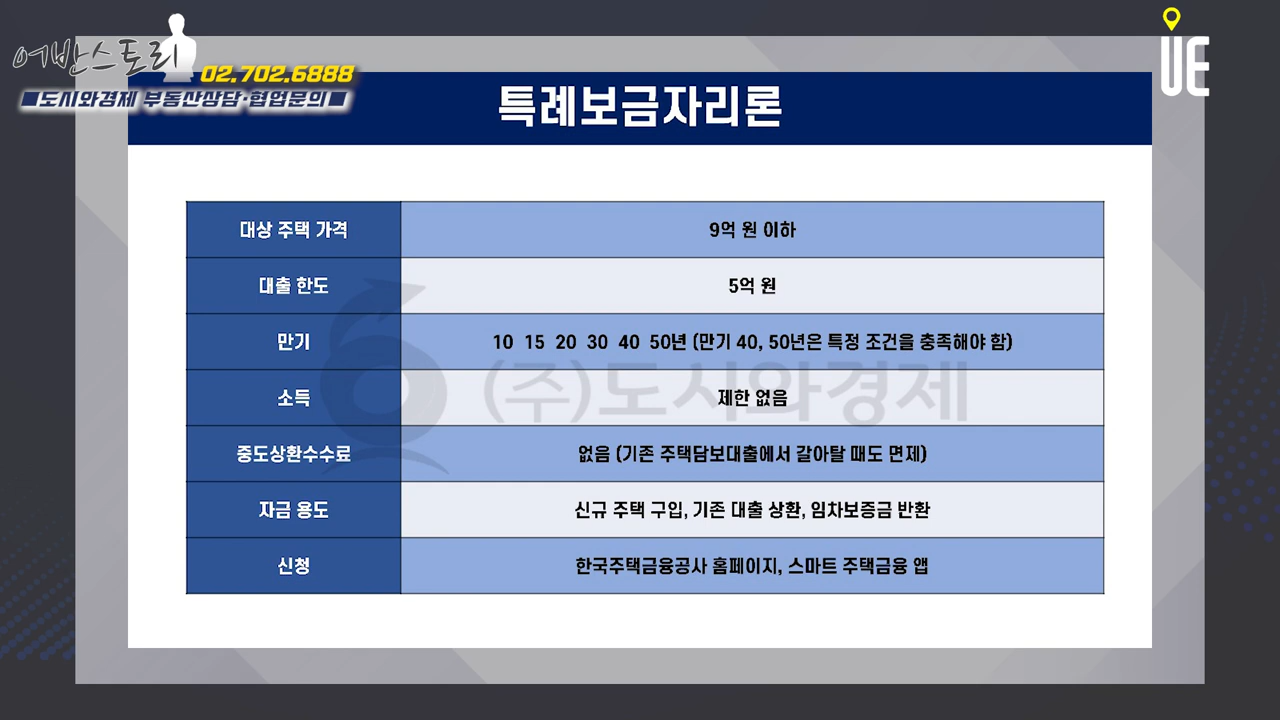 어반스토리
02.702.6888
■도시와경제 부동산상담·협업문의■
UE
특례보금자리론
대상 주택 가격 9억 원 이하
대출 한도 5억 원
만기 10 15 20 30 40 50년 (만기 40, 50년은 특정 조건을 충족해야 함)
소득 제한 없음
(주)도시와경제
중도상환수수료 없음 (기존 주택담보대출에서 갈아탈 때도 면제)
자금 용도 신규 주택 구입, 기존 대출 상환, 임차보증금 반환
신청 한국주택금융공사 홈페이지, 스마트 주택금융 앱